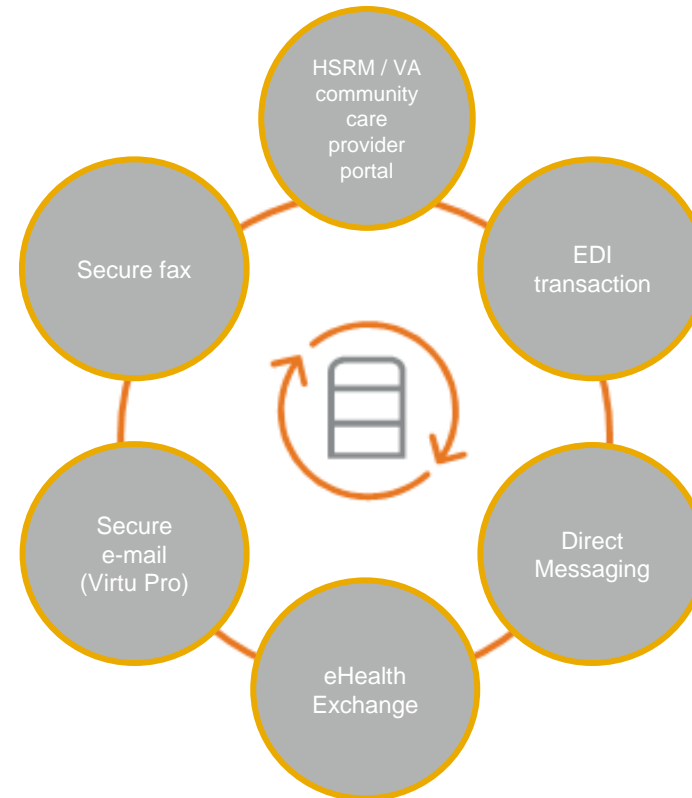 HSRM / VA
community
care
provider
portal
EDI
transaction
Direct
Messaging
eHealth
Exchange
Secure
e-mail
(Virtu Pro)
Secure fax